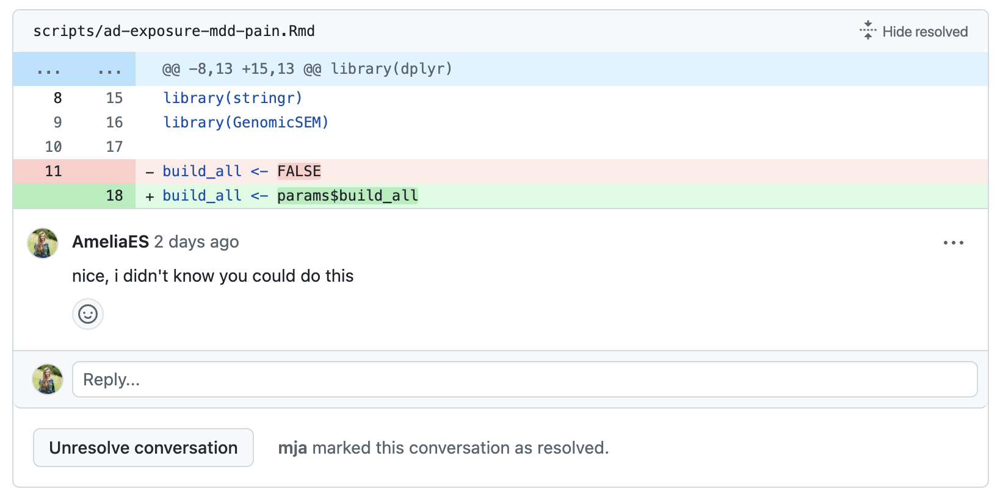 scripts/ad-exposure-mdd-pain.Rmd Hide resolved
... ... @@ -8,13 +15,13 @@ library(dplyr)
8 15 library(stringr)
9 16 library(GenomicSEM)
10 17
11 - build_all <- FALSE
18 + build_all <- params$build_all
AmeliaES 2 days ago
nice, i didn't know you could do this
Reply...
Unresolve conversation mja marked this conversation as resolved.